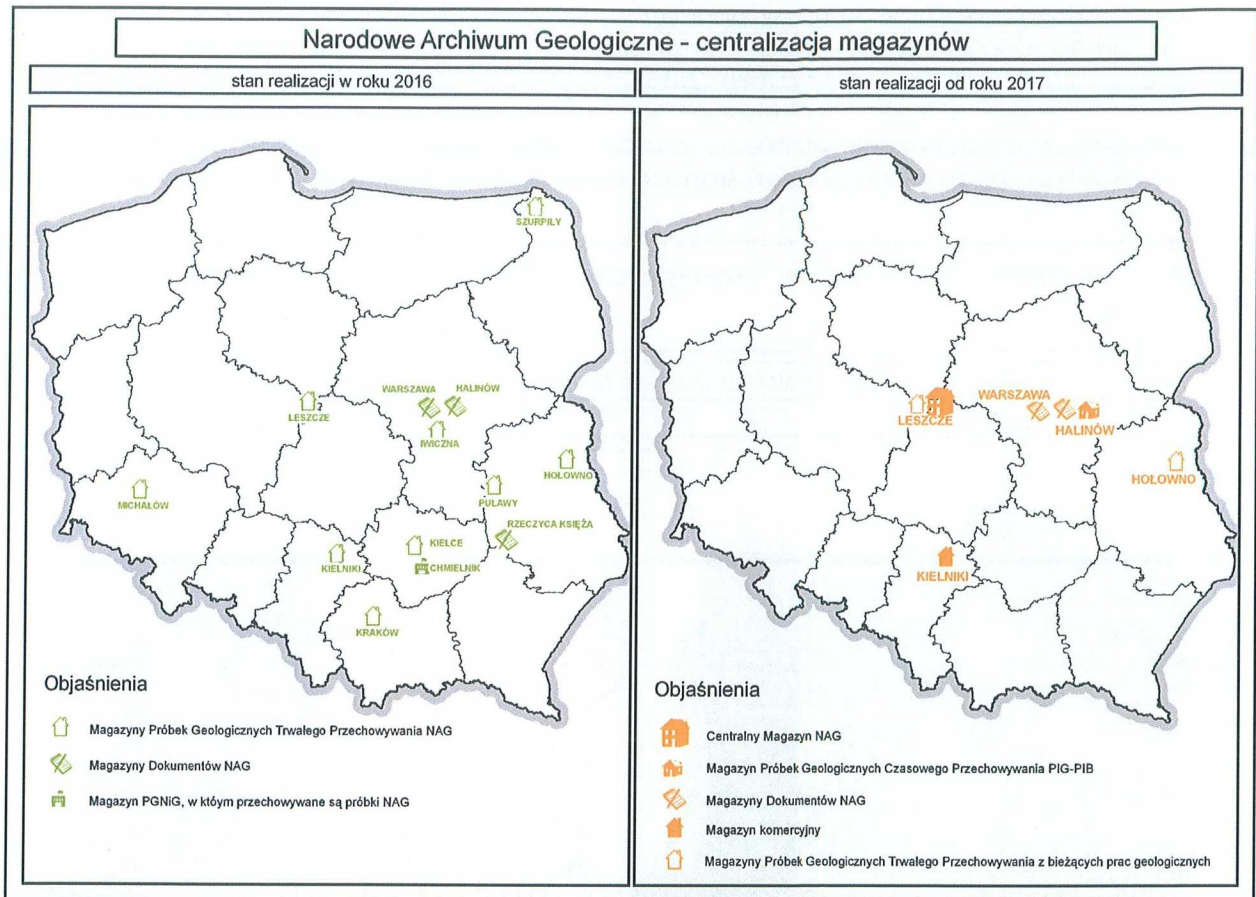 Narodowe Archiwum Geologiczne - centralizacja magazynów
stan realizacji w roku 2016
SZURPIŁY
WARSZAWA
HALINÓW
LESZCZE
IWICZNA
HOŁOWNO
MICHAŁÓW
PUŁAWY
RZECZYCA KSIĘŻA
KIELCE
KIELNIKI
CHMIELNIK
KRAKÓW
Objaśnienia
Magazyny Próbek Geologicznych Trwałego Przechowywania NAG
Magazyny Dokumentów NAG
Magazyn PGNiG, w któym przechowywane są próbki NAG
stan realizacji od roku 2017
WARSZAWA
LESZCZE
HALINÓW
HOŁOWNO
KIELNIKI
Objaśnienia
Centralny Magazyn NAG
Magazyn Próbek Geologicznych Czasowego Przechowywania PIG-PIB
Magazyny Dokumentów NAG
Magazyn komercyjny
Magazyny Próbek Geologicznych Trwałego Przechowywania z bieżących prac geologicznych